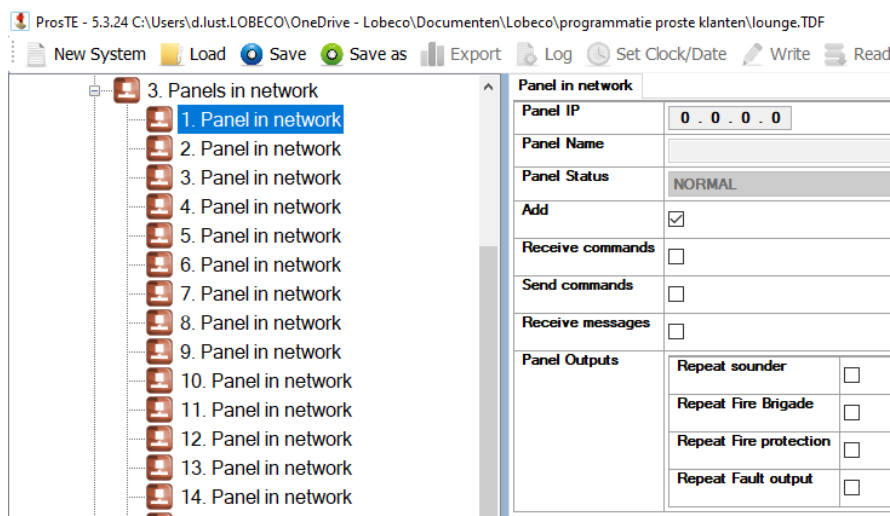 ProsTE - 5.3.24 C:\Users\d.lust.LOBECO\OneDrive - Lobeco\Documenten\Lobeco\programmatie proste klanten\lounge.TDF
New System Load Save Save as Export Log Set Clock/Date Write Read
3. Panels in network
1. Panel in network
2. Panel in network
3. Panel in network
4. Panel in network
5. Panel in network
6. Panel in network
7. Panel in network
8. Panel in network
9. Panel in network
10. Panel in network
11. Panel in network
12. Panel in network
13. Panel in network
14. Panel in network
Panel in network
Panel IP 0 . 0 . 0 . 0
Panel Name
Panel Status NORMAL
Add
Receive commands
Send commands
Receive messages
Panel Outputs Repeat sounder
Repeat Fire Brigade
Repeat Fire protection
Repeat Fault output